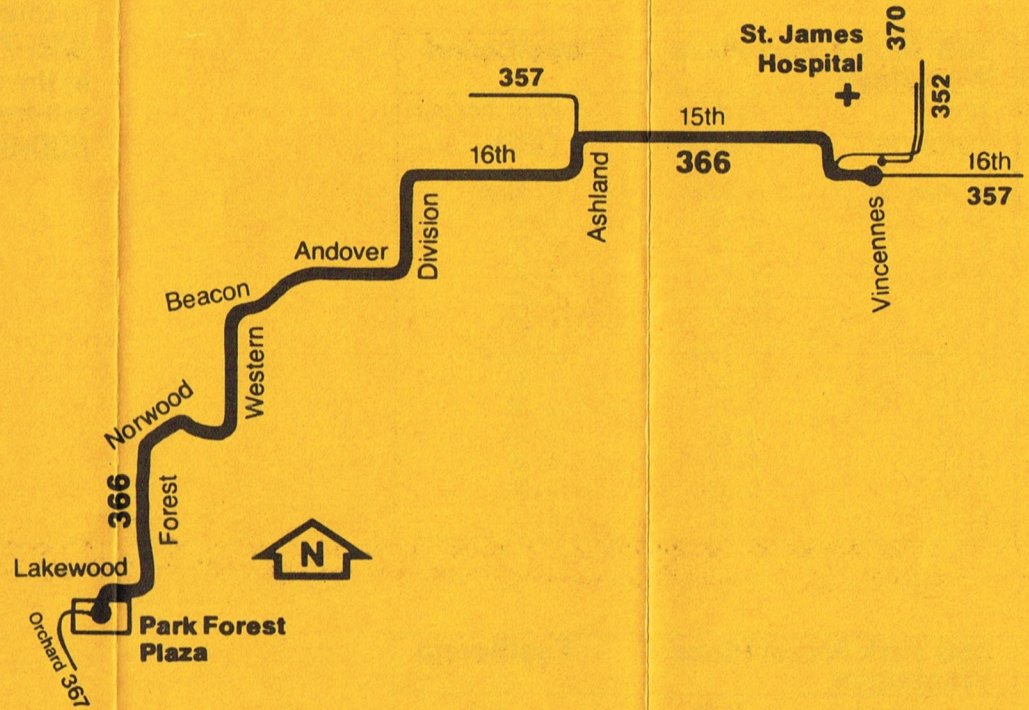 370
St. James
Hospital
352
357
15th
16th
366
16th
357
Ashland
Vincennes
Division
Andover
Beacon
Western
Norwood
366
Forest
N
Lakewood
Park Forest
Plaza
Orchard 367